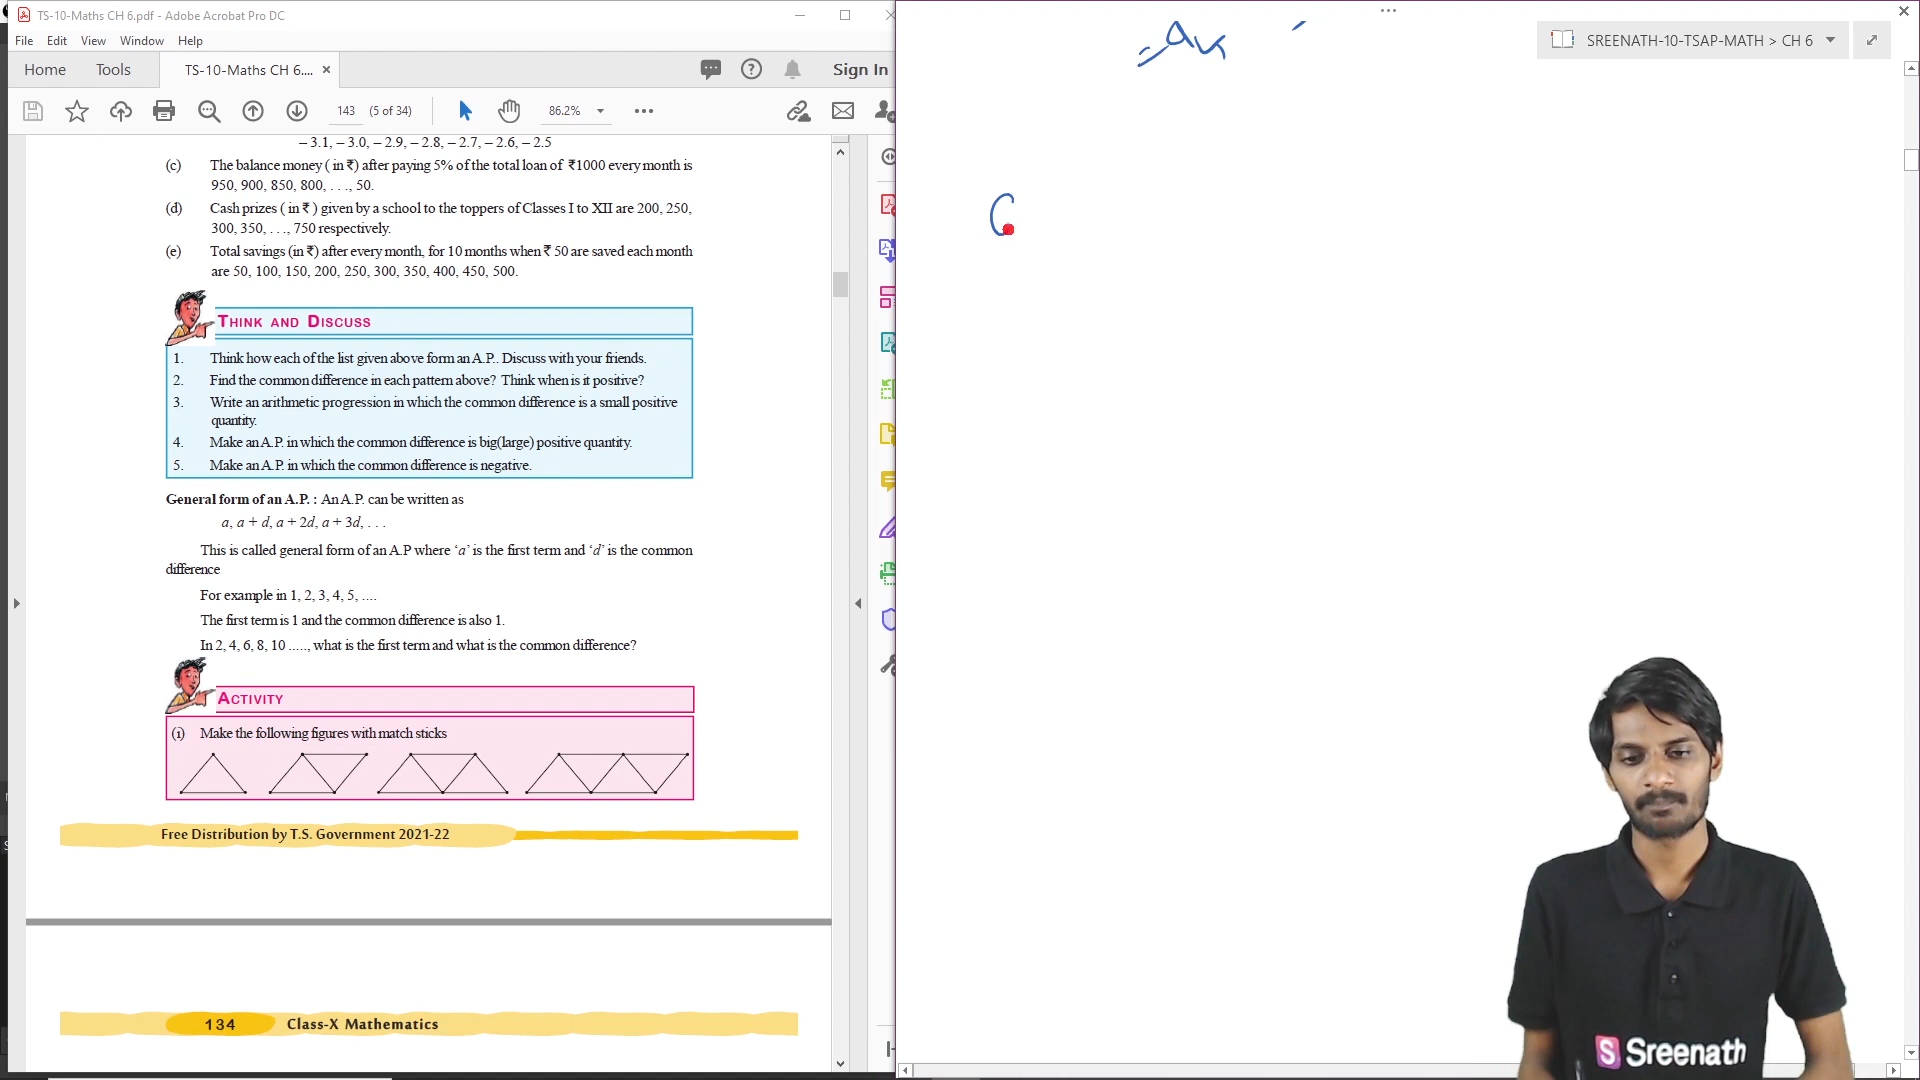 TS-10-Maths CH 6.pdf - Adobe Acrobat Pro DC
File Edit View Window Help
Home Tools TS-10-Maths CH 6.... × Sign In
143 (5 of 34) 86.2%
– 3.1, – 3.0, – 2.9, – 2.8, – 2.7, – 2.6, – 2.5
(c) The balance money ( in ₹) after paying 5% of the total loan of ₹1000 every month is
950, 900, 850, 800, . . ., 50.
(d) Cash prizes ( in ₹ ) given by a school to the toppers of Classes I to XII are 200, 250,
300, 350, . . ., 750 respectively.
(e) Total savings (in ₹) after every month, for 10 months when ₹ 50 are saved each month
are 50, 100, 150, 200, 250, 300, 350, 400, 450, 500.
THINK AND DISCUSS
1. Think how each of the list given above form an A.P.. Discuss with your friends.
2. Find the common difference in each pattern above? Think when is it positive?
3. Write an arithmetic progression in which the common difference is a small positive
quantity.
4. Make an A.P. in which the common difference is big(large) positive quantity.
5. Make an A.P. in which the common difference is negative.
General form of an A.P. : An A.P. can be written as
a, a + d, a + 2d, a + 3d, . . .
This is called general form of an A.P where ‘a’ is the first term and ‘d’ is the common
difference
For example in 1, 2, 3, 4, 5, ....
The first term is 1 and the common difference is also 1.
In 2, 4, 6, 8, 10 ....., what is the first term and what is the common difference?
ACTIVITY
(i) Make the following figures with match sticks
Free Distribution by T.S. Government 2021-22
134 Class-X Mathematics
SREENATH-10-TSAP-MATH > CH 6
S Sreenath